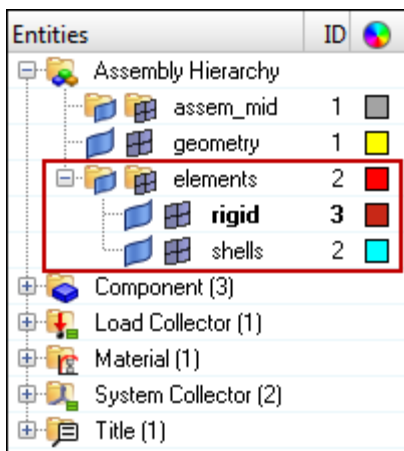 Entities ID
Assembly Hierarchy
assem_mid 1
geometry 1
elements 2
rigid 3
shells 2
Component (3)
Load Collector (1)
Material (1)
System Collector (2)
Title (1)